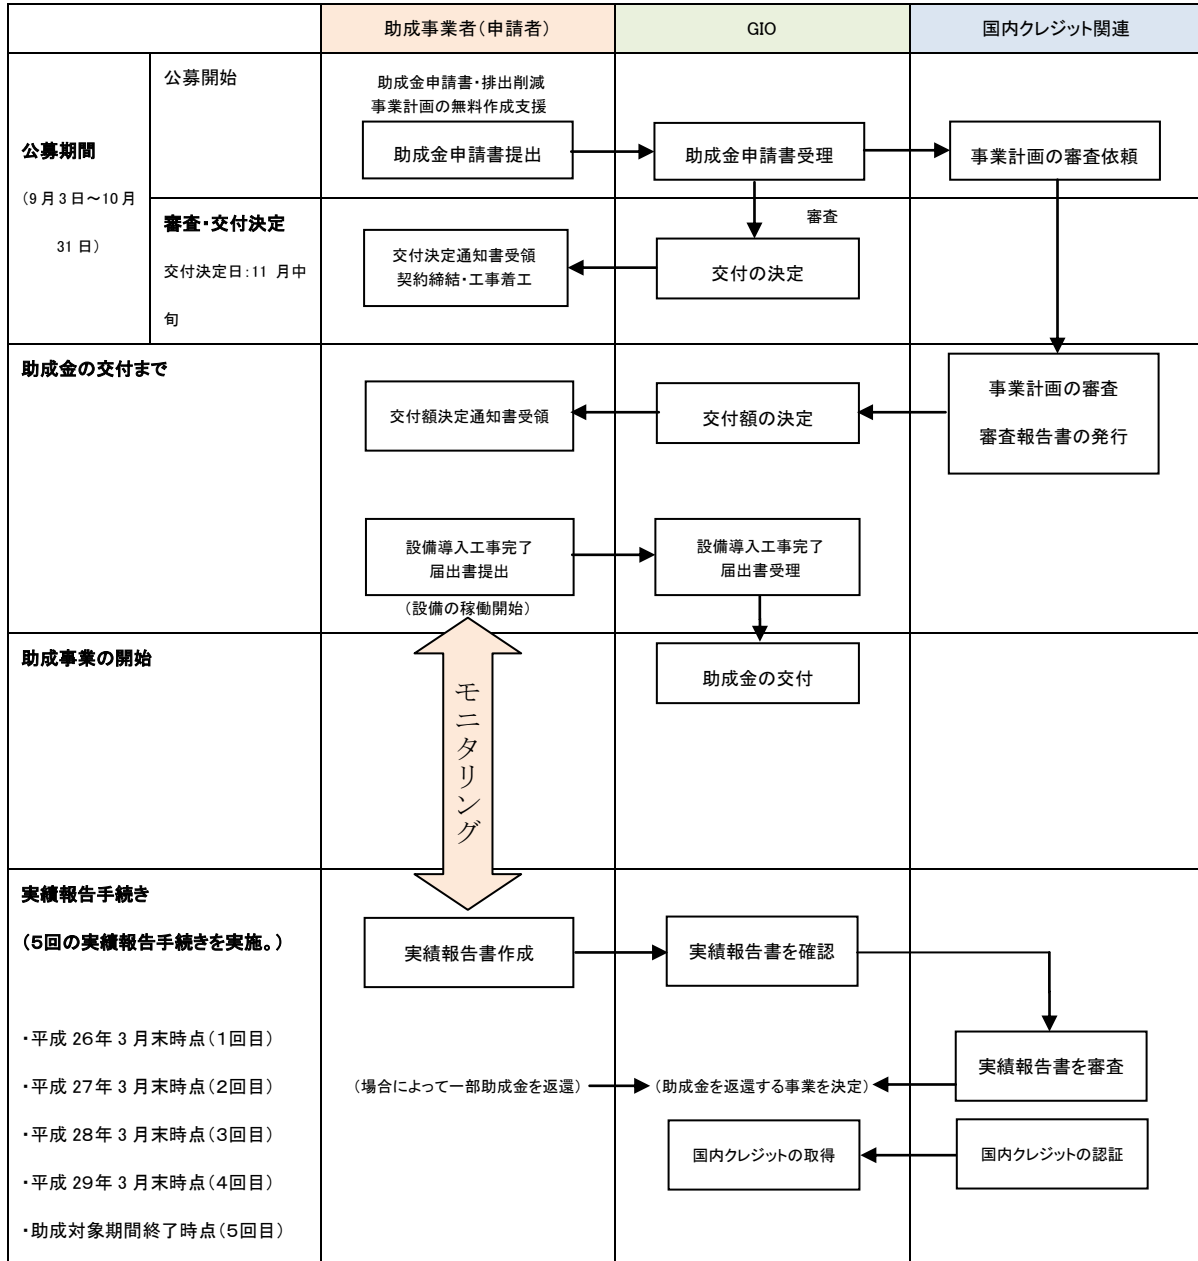 助成事業者(申請者)
GIO
国内クレジット関連
公募期間
(9月3日～10月
31日)
公募開始
助成金申請書・排出削減
事業計画の無料作成支援
助成金申請書提出
助成金申請書受理
事業計画の審査依頼
審査・交付決定
交付決定日:11 月中
旬
交付決定通知書受領
契約締結・工事着工
審査
交付の決定
助成金の交付まで
交付額決定通知書受領
交付額の決定
事業計画の審査
審査報告書の発行
設備導入工事完了
届出書提出
(設備の稼働開始)
設備導入工事完了
届出書受理
助成事業の開始
モニタリング
助成金の交付
実績報告手続き
(5回の実績報告手続きを実施。)
・平成 26年 3 月末時点(1回目)
・平成 27年 3 月末時点(2回目)
・平成 28年 3 月末時点(3回目)
・平成 29年 3 月末時点(4回目)
・助成対象期間終了時点(5回目)
実績報告書作成
実績報告書を確認
実績報告書を審査
(場合によって一部助成金を返還)
(助成金を返還する事業を決定)
国内クレジットの取得
国内クレジットの認証